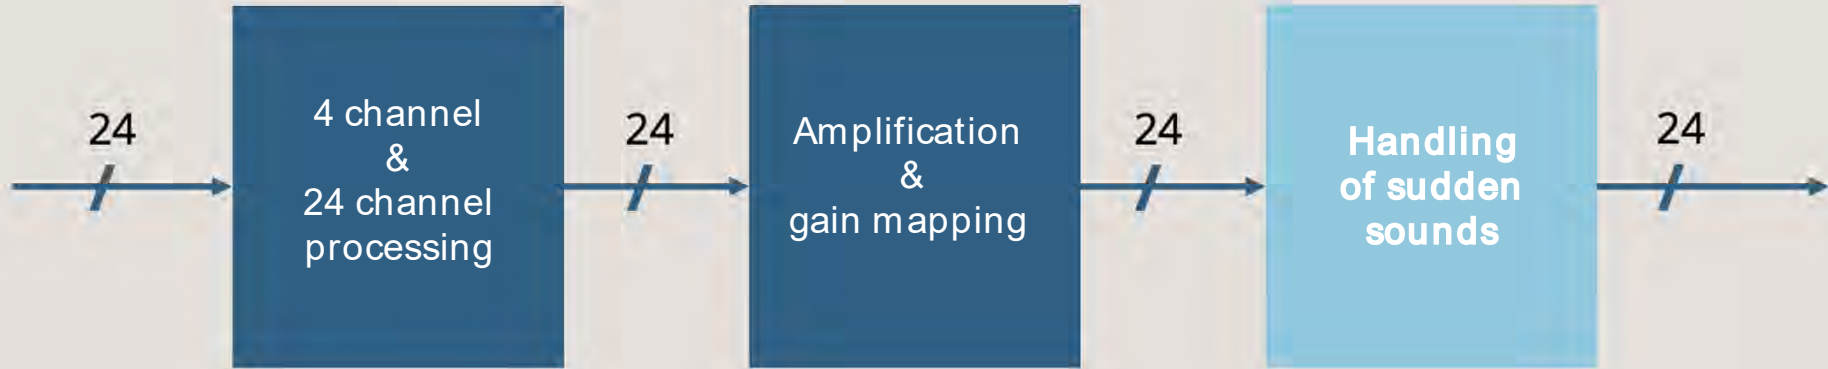 24
4 channel
&
24 channel
processing
24
Amplification
&
gain mapping
24
Handling
of sudden
sounds
24